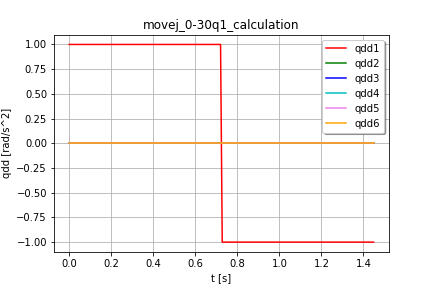 movej_0-30q1_calculation
qdd [rad/s^2]
1.00
0.75
0.50
0.25
0.00
−0.25
−0.50
−0.75
−1.00
qdd1
qdd2
qdd3
qdd4
qdd5
qdd6
0.0 0.2 0.4 0.6 0.8 1.0 1.2 1.4
t [s]